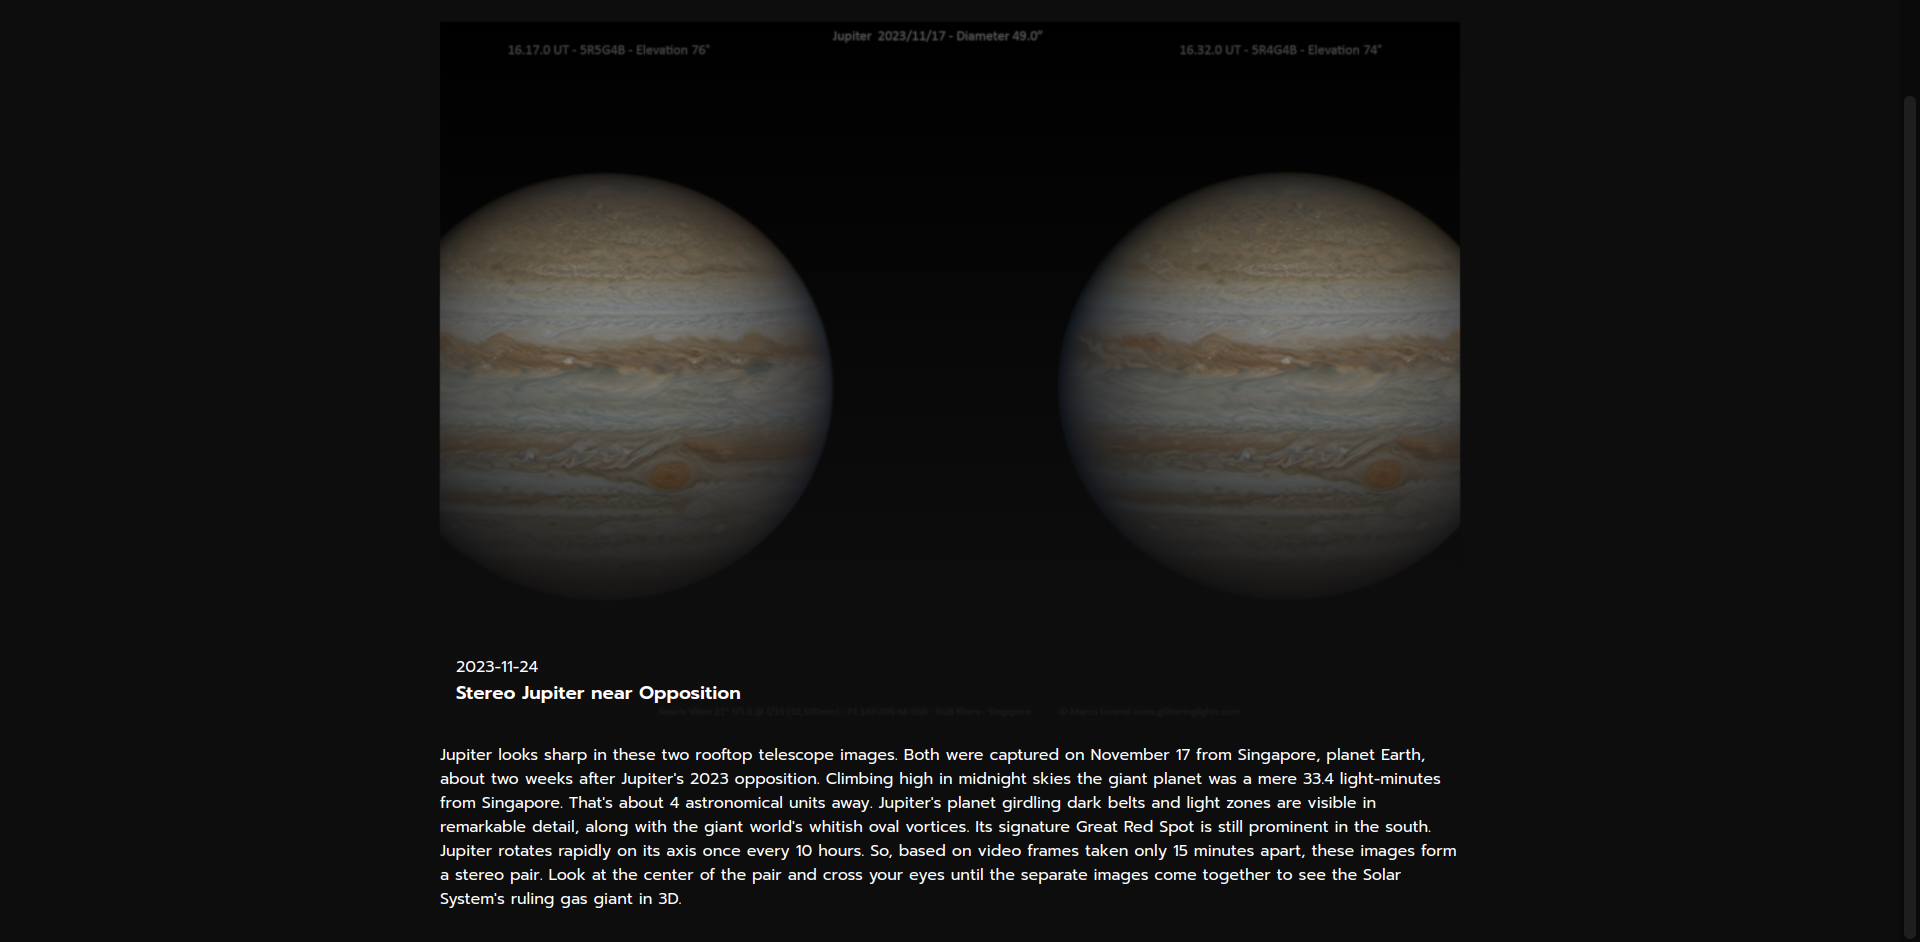 Jupiter 2023/11/17 - Diameter 49.0"
16.17.0 UT - 5R5G4B - Elevation 76°
16.32.0 UT - 5R4G4B - Elevation 74°
2023-11-24
Stereo Jupiter near Opposition
Jupiter looks sharp in these two rooftop telescope images. Both were captured on November 17 from Singapore, planet Earth,
about two weeks after Jupiter's 2023 opposition. Climbing high in midnight skies the giant planet was a mere 33.4 light-minutes
from Singapore. That's about 4 astronomical units away. Jupiter's planet girdling dark belts and light zones are visible in
remarkable detail, along with the giant world's whitish oval vortices. Its signature Great Red Spot is still prominent in the south.
Jupiter rotates rapidly on its axis once every 10 hours. So, based on video frames taken only 15 minutes apart, these images form
a stereo pair. Look at the center of the pair and cross your eyes until the separate images come together to see the Solar
System's ruling gas giant in 3D.